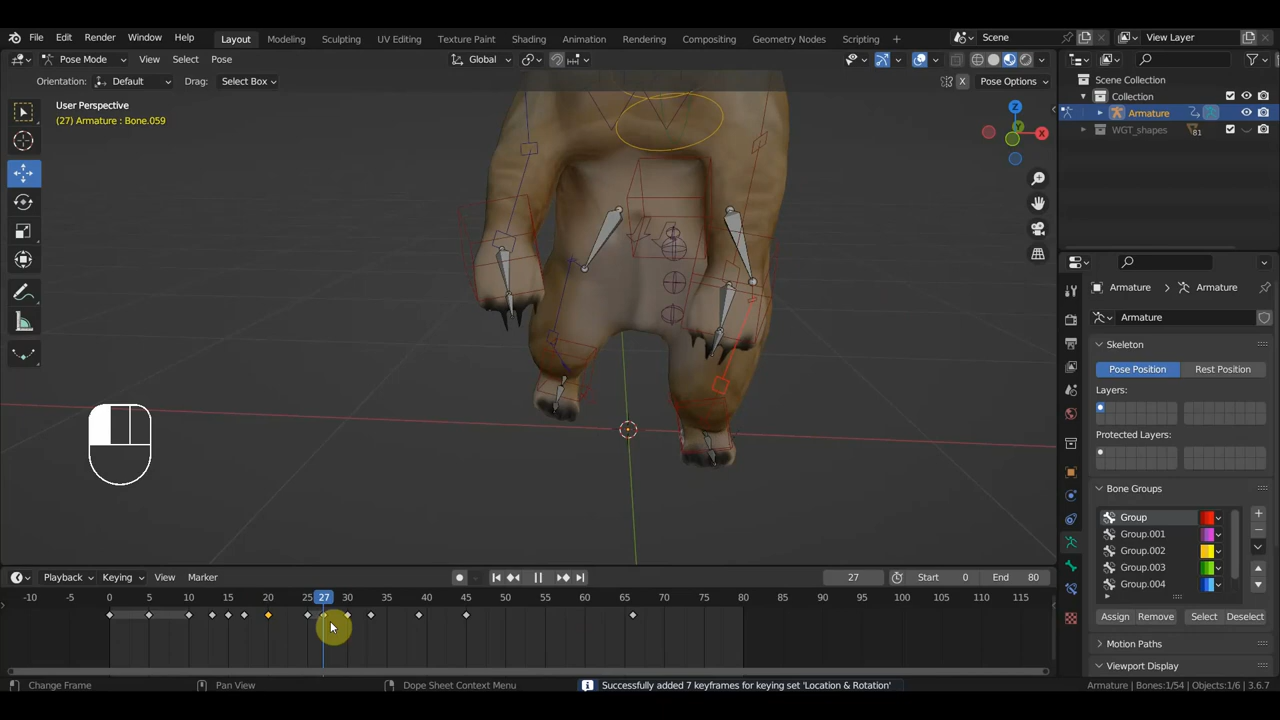 File Edit Render Window Help Layout Modeling Sculpting UV Editing Texture Paint Shading Animation Rendering Compositing Geometry Nodes Scripting + Scene View Layer
Pose Mode View Select Pose Global
Orientation: Default Drag: Select Box X Pose Options
User Perspective
(27) Armature : Bone.059
Z
Y
X
Scene Collection
Collection
Armature
WGT_shapes 81
Armature > Armature
Armature
Skeleton
Pose Position Rest Position
Layers:
Protected Layers:
Bone Groups
Group
Group.001
Group.002
Group.003
Group.004
Assign Remove Select Deselect
Motion Paths
Viewport Display
Playback Keying View Marker 27 Start 0 End 80
-10 -5 0 5 10 15 20 25 27 30 35 40 45 50 55 60 65 70 75 80 85 90 95 100 105 110 115
Change Frame Pan View Dope Sheet Context Menu Successfully added 7 keyframes for keying set 'Location & Rotation' Armature | Bones:1/54 | Objects:1/6 | 3.6.7